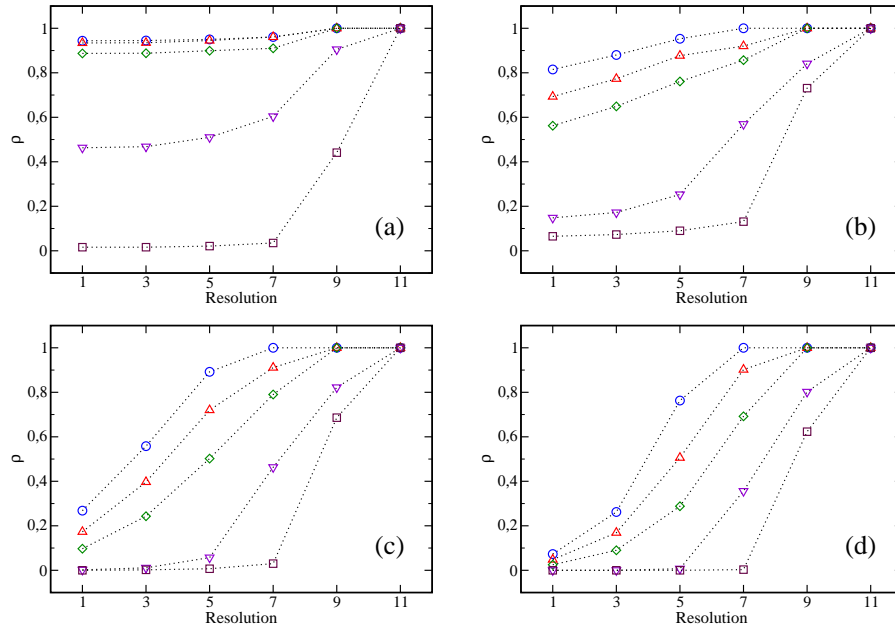 1
0,8
0,6
0,4
0,2
0
ρ
(a)
1 3 5 7 9 11
Resolution
1
0,8
0,6
0,4
0,2
0
ρ
(b)
1 3 5 7 9 11
Resolution
1
0,8
0,6
0,4
0,2
0
ρ
(c)
1 3 5 7 9 11
Resolution
1
0,8
0,6
0,4
0,2
0
ρ
(d)
1 3 5 7 9 11
Resolution